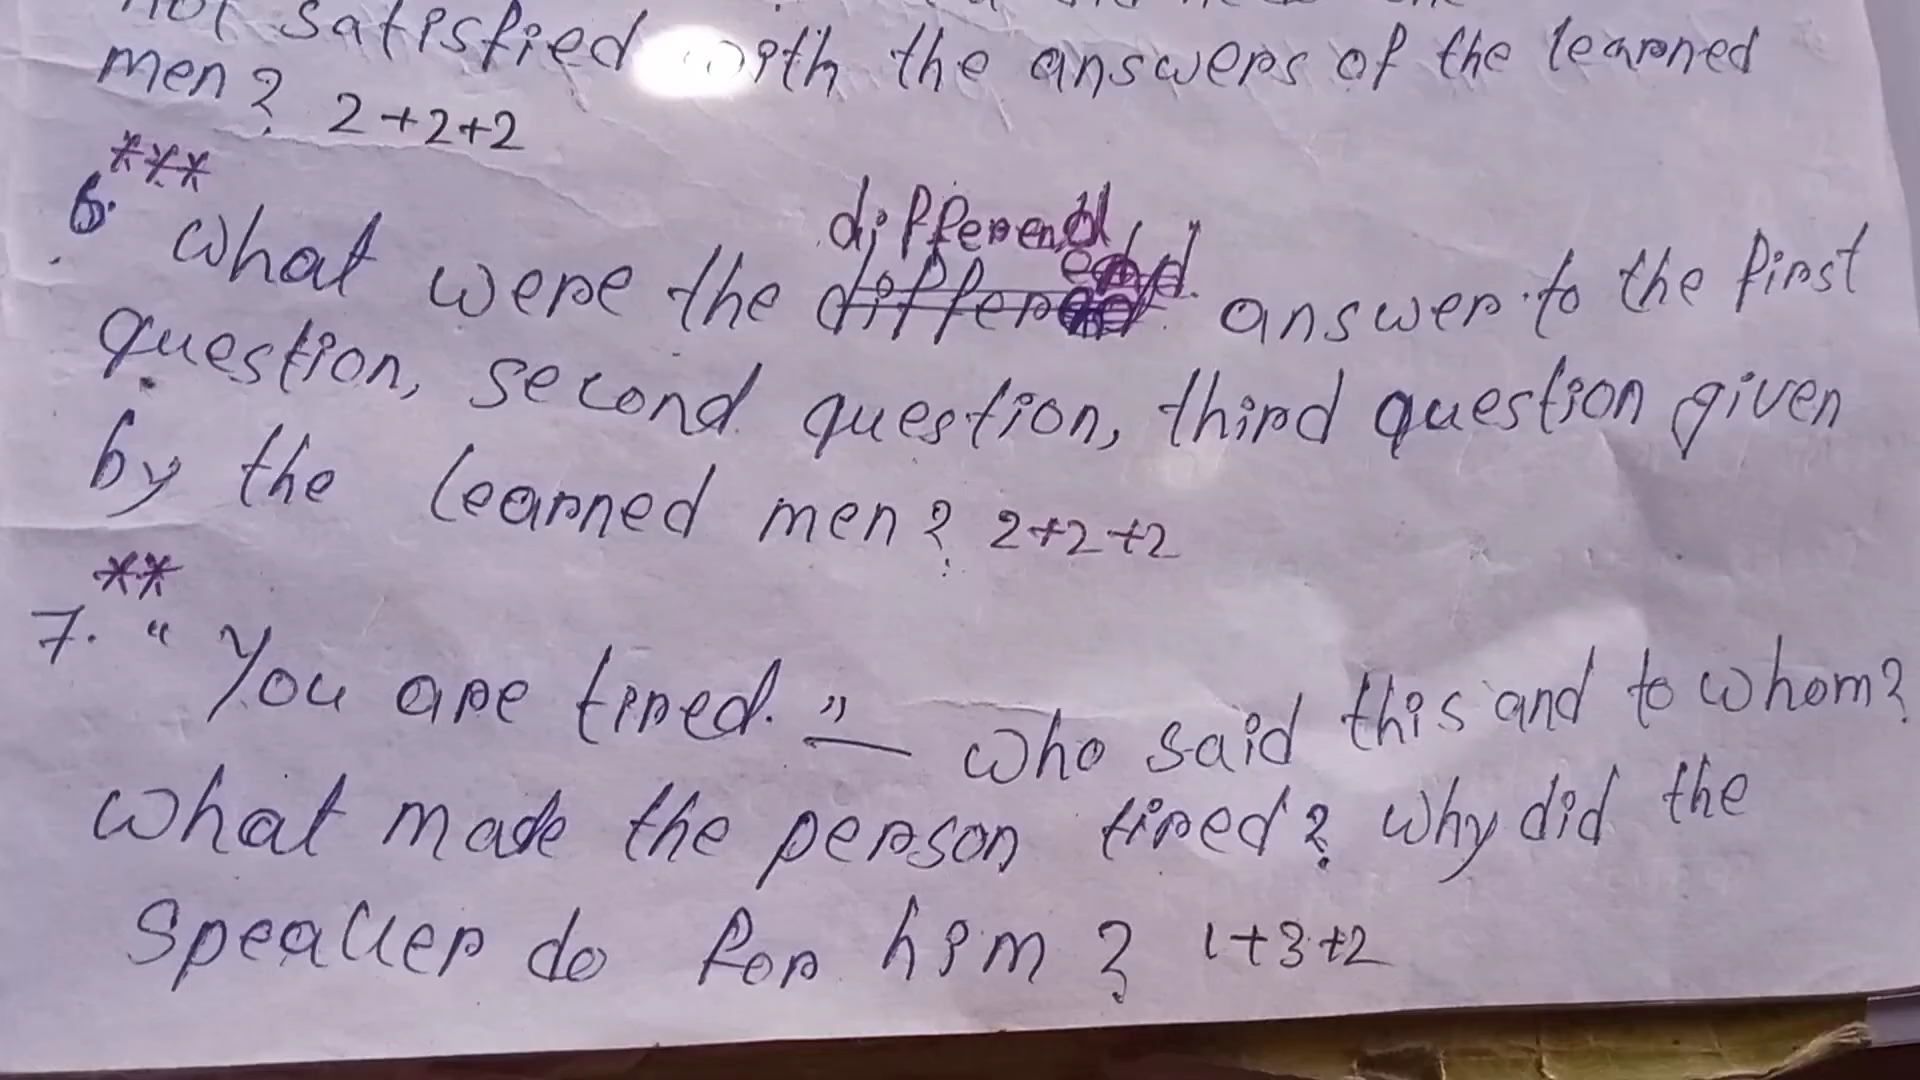 not satisfied with the answers of the learned
men? 2+2+2
***
6. What were the different answer to the first
question, second question, third question given
by the learned men? 2+2+2
**
7. "You are tired." — Who said this and to whom?
What made the person tired? Why did the
speaker do for him? 1+3+2